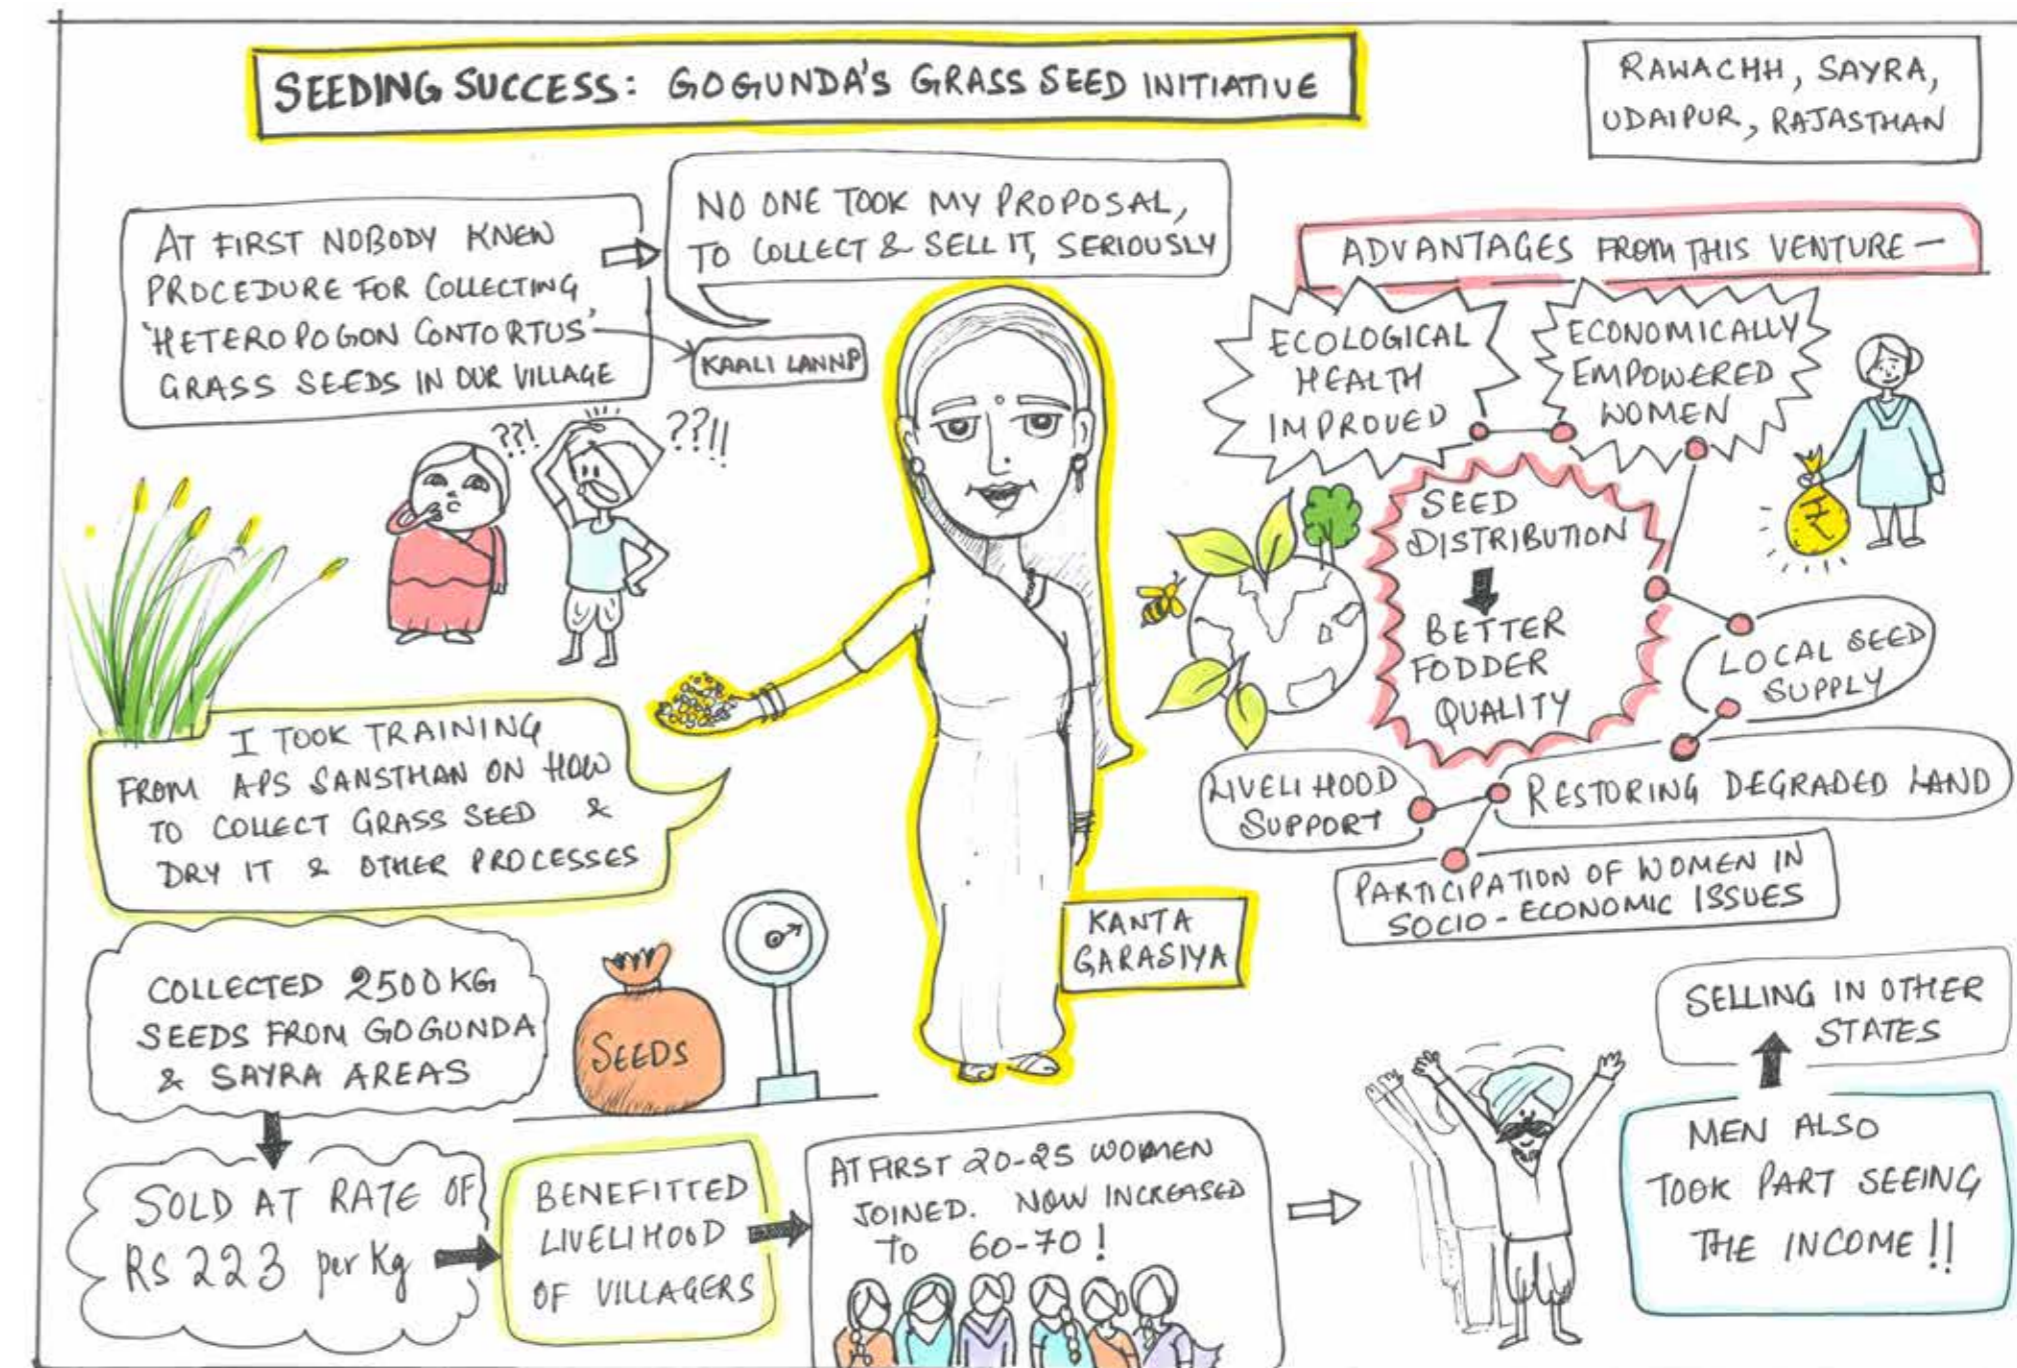 SEEDING SUCCESS: GOGUNDA'S GRASS SEED INITIATIVE
RAWACHH, SAYRA,
UDAIPUR, RAJASTHAN
AT FIRST NOBODY KNEW
PROCEDURE FOR COLLECTING
'HETEROPOGON CONTORTUS'
GRASS SEEDS IN OUR VILLAGE
NO ONE TOOK MY PROPOSAL,
TO COLLECT & SELL IT, SERIOUSLY
KAALI LANNP
??!
??!!
I TOOK TRAINING
FROM APS SANSTHAN ON HOW
TO COLLECT GRASS SEED &
DRY IT & OTHER PROCESSES
COLLECTED 2500KG
SEEDS FROM GOGUNDA
& SAYRA AREAS
SEEDS
SOLD AT RATE OF
RS 223 per Kg
BENEFITTED
LIVELIHOOD
OF VILLAGERS
AT FIRST 20-25 WOMEN
JOINED. NOW INCREASED
TO 60-70!
KANTA
GARASIYA
ADVANTAGES FROM THIS VENTURE —
ECOLOGICAL
HEALTH
IMPROVED
ECONOMICALLY
EMPOWERED
WOMEN
₹
SEED
DISTRIBUTION
BETTER
FODDER
QUALITY
LOCAL SEED
SUPPLY
RESTORING DEGRADED LAND
LIVELIHOOD
SUPPORT
PARTICIPATION OF WOMEN IN
SOCIO-ECONOMIC ISSUES
SELLING IN OTHER
STATES
MEN ALSO
TOOK PART SEEING
THE INCOME!!